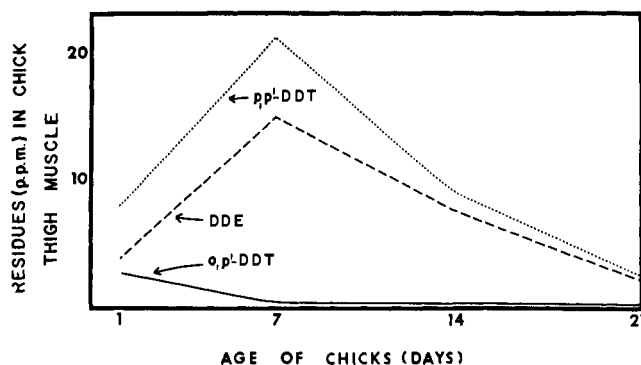 RESIDUES (p.p.m.) IN CHICK
THIGH MUSCLE
20
10
p,p'-DDT
DDE
o,p'-DDT
1
7
14
AGE OF CHICKS (DAYS)